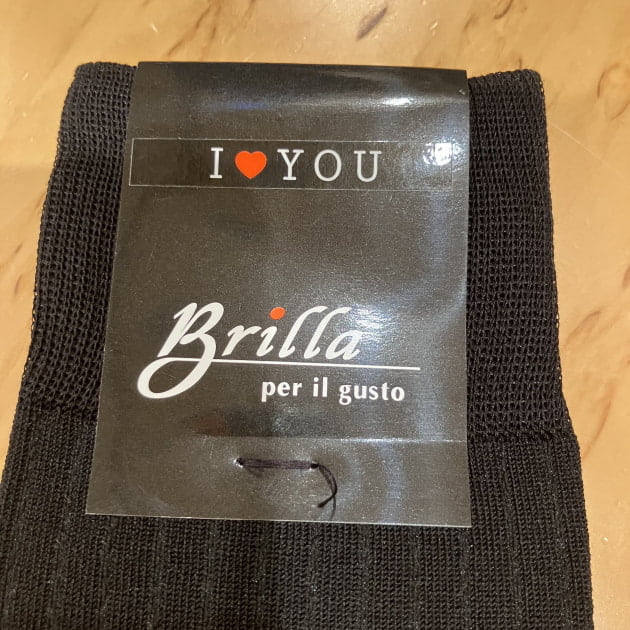 I ❤ YOU
Brilla
per il gusto